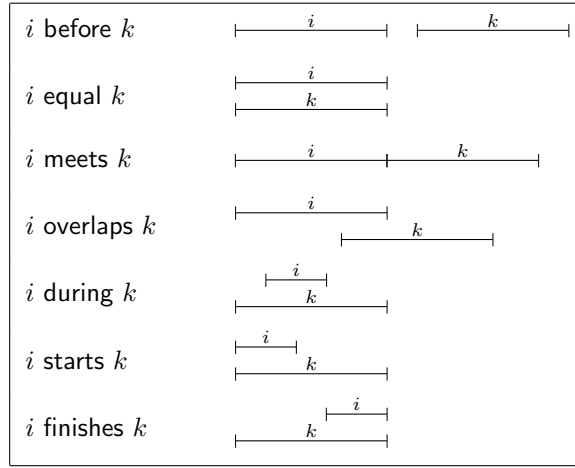 i before k i k
i
i equal k k
i meets k i k
i
i overlaps k k
i
i during k k
i
i starts k k
i
i finishes k k